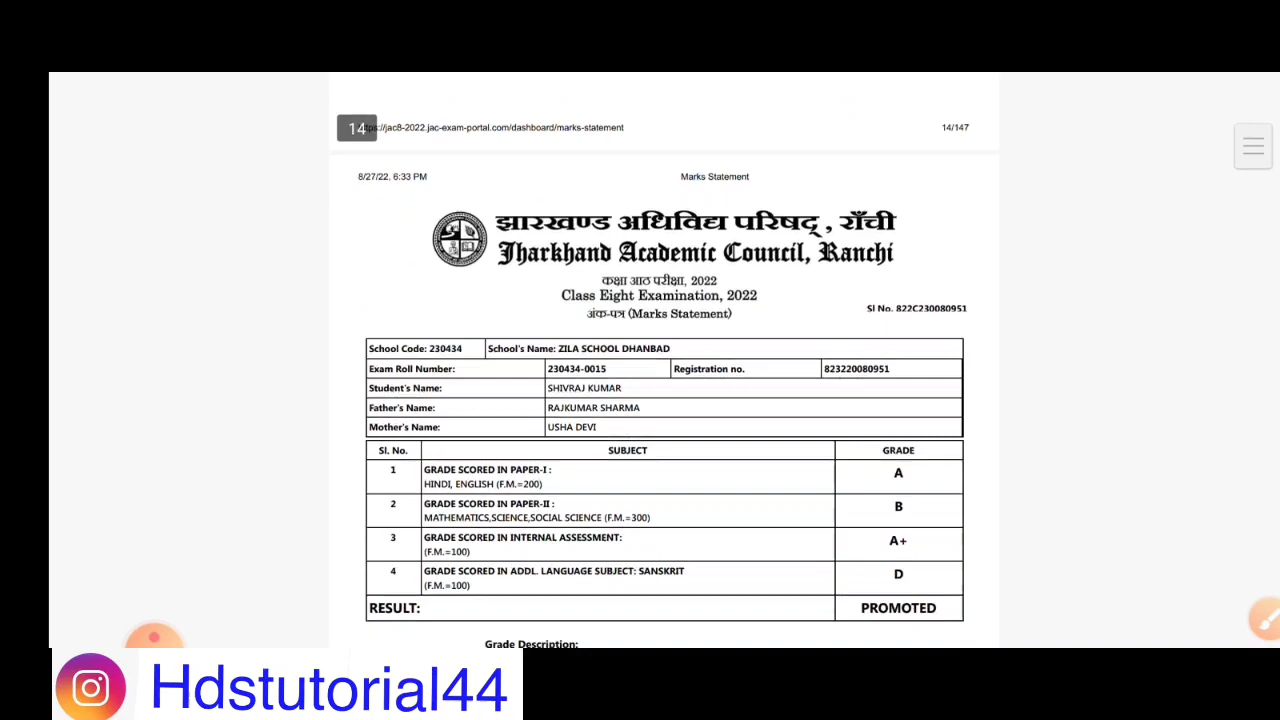 14
ps://jac8-2022.jac-exam-portal.com/dashboard/marks-statement 14/147
8/27/22, 6:33 PM Marks Statement
झारखण्ड अधिविद्य परिषद् , राँची
Jharkhand Academic Council, Ranchi
कक्षा आठ परीक्षा, 2022
Class Eight Examination, 2022
अंक-पत्र (Marks Statement)
Sl No. 822C230080951
School Code: 230434 School's Name: ZILA SCHOOL DHANBAD
Exam Roll Number: 230434-0015 Registration no. 823220080951
Student's Name: SHIVRAJ KUMAR
Father's Name: RAJKUMAR SHARMA
Mother's Name: USHA DEVI
Sl. No. SUBJECT GRADE
1 GRADE SCORED IN PAPER-I : A
HINDI, ENGLISH (F.M.=200)
2 GRADE SCORED IN PAPER-II : B
MATHEMATICS,SCIENCE,SOCIAL SCIENCE (F.M.=300)
3 GRADE SCORED IN INTERNAL ASSESSMENT: A+
(F.M.=100)
4 GRADE SCORED IN ADDL. LANGUAGE SUBJECT: SANSKRIT D
(F.M.=100)
RESULT: PROMOTED
Grade Description:
Hdstutorial44